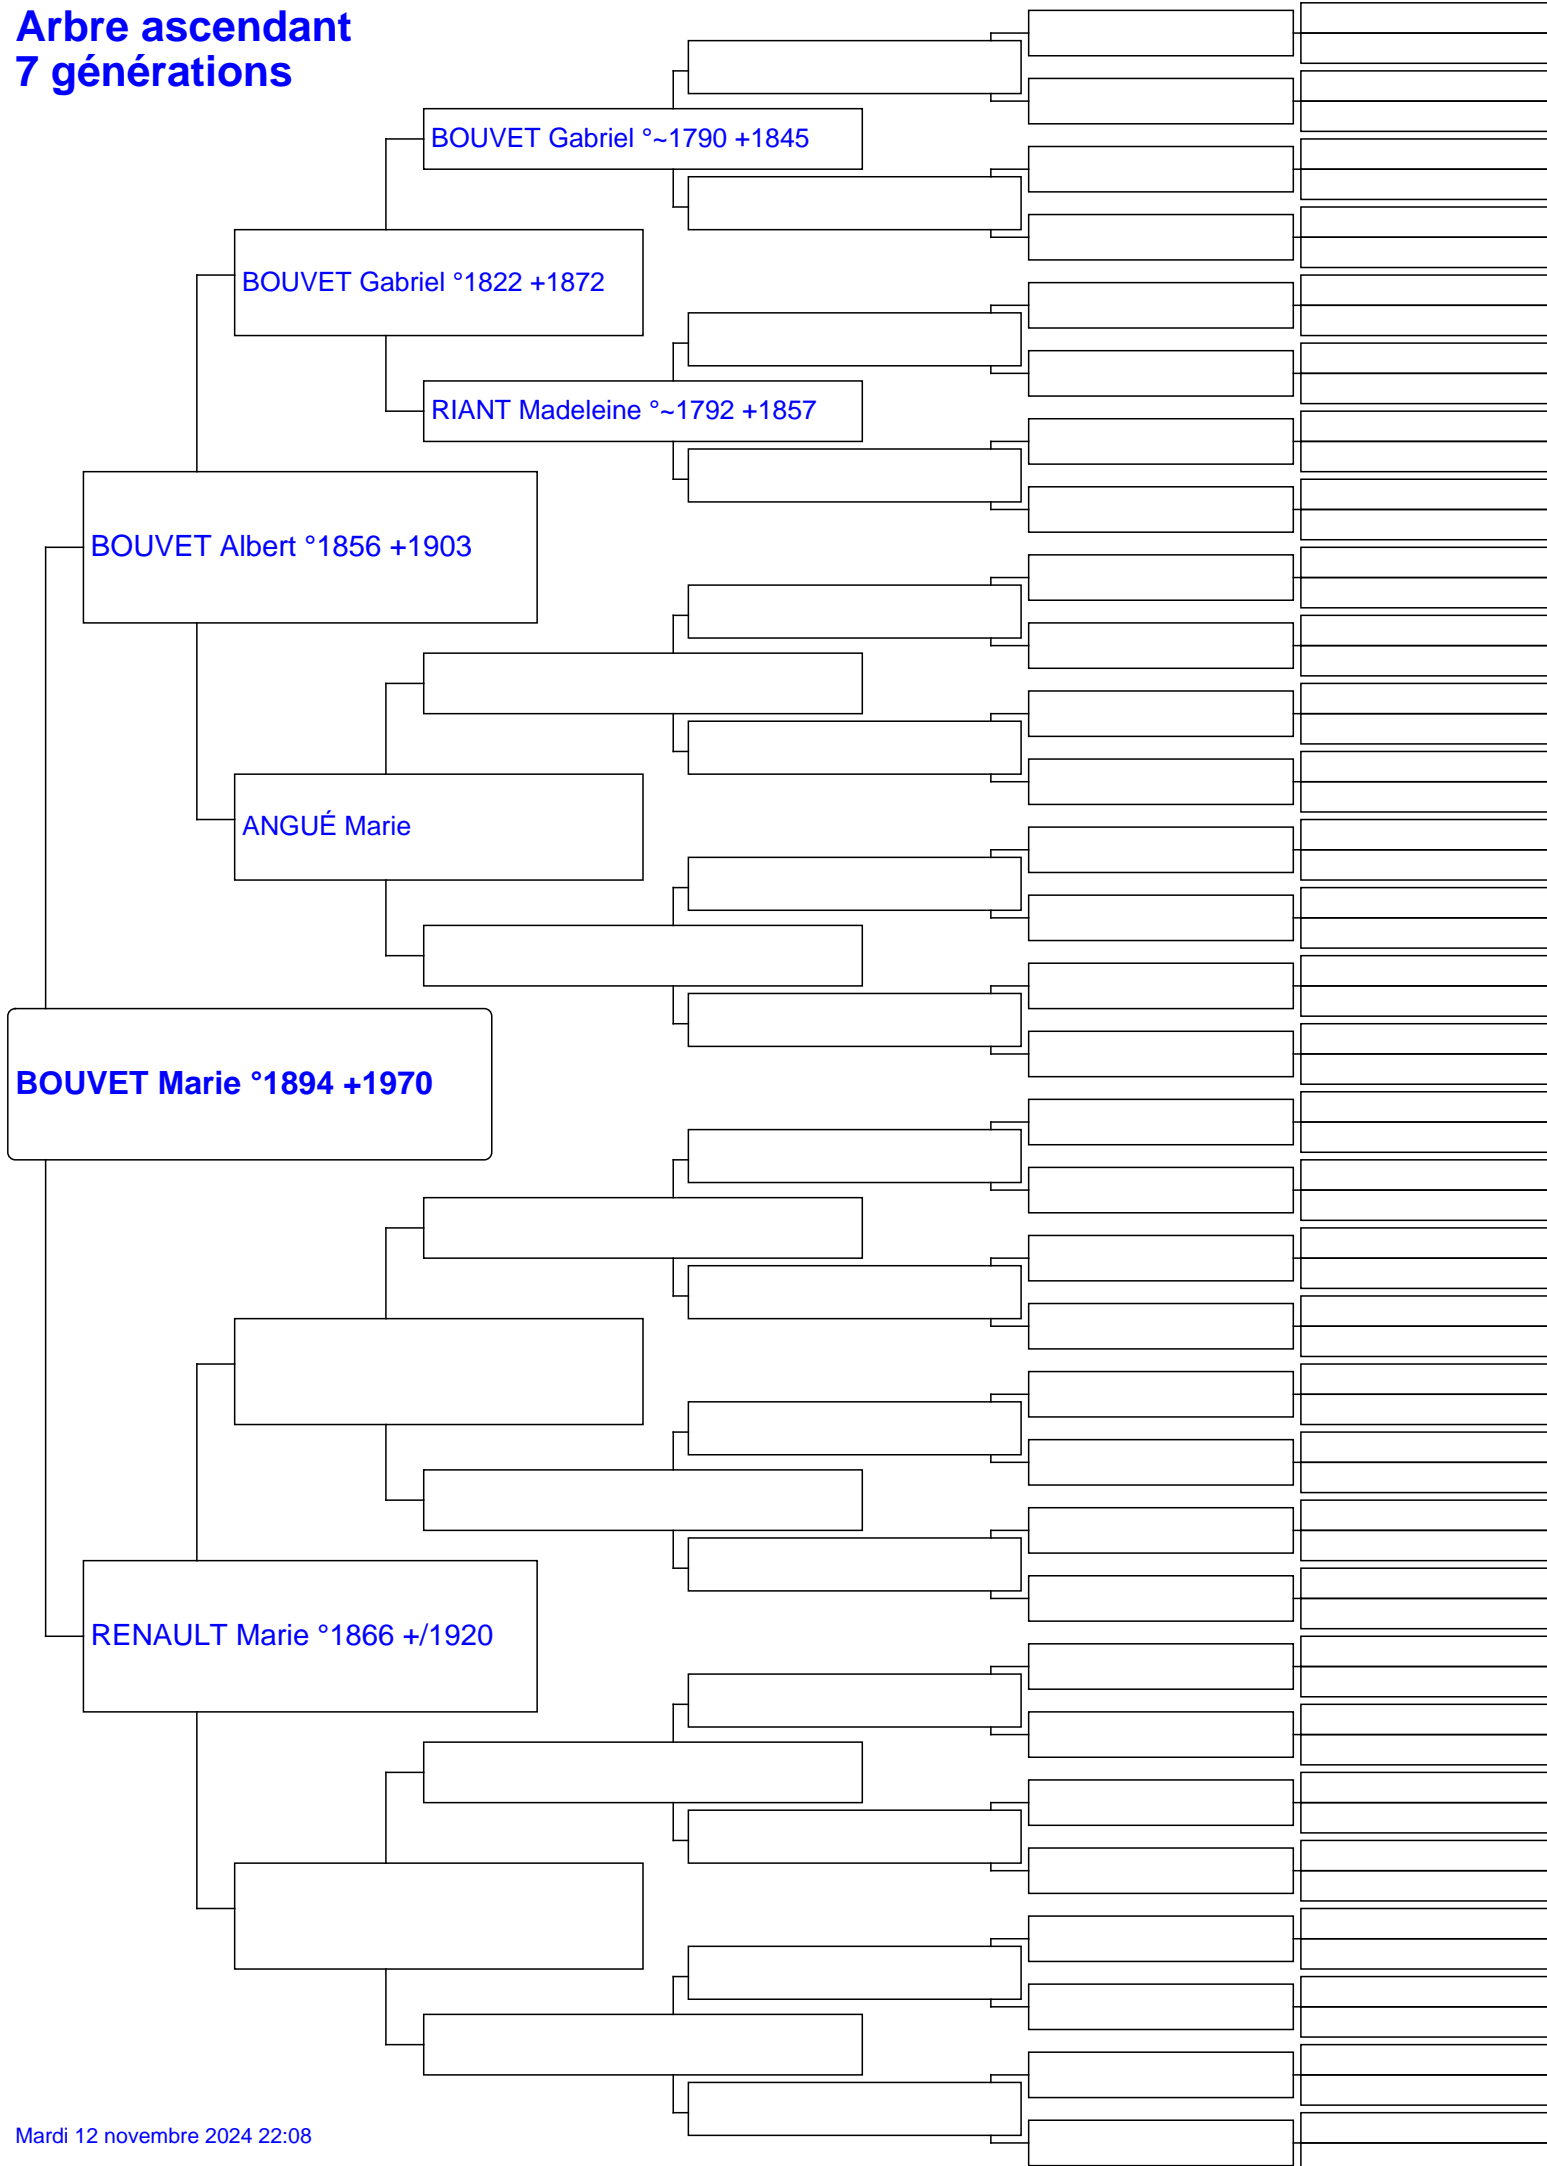 Arbre ascendant
7 générations
BOUVET Gabriel °~1790 +1845
BOUVET Gabriel °1822 +1872
RIANT Madeleine °~1792 +1857
BOUVET Albert °1856 +1903
ANGUÉ Marie
BOUVET Marie °1894 +1970
RENAULT Marie °1866 +/1920
Mardi 12 novembre 2024 22:08